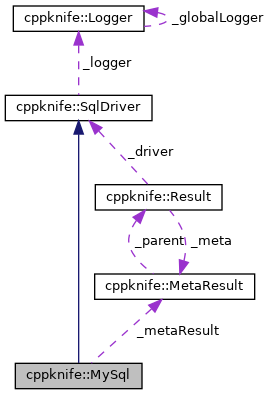 cppknife::Logger
_globalLogger
_logger
cppknife::SqlDriver
_driver
cppknife::Result
_parent
_meta
cppknife::MetaResult
_metaResult
cppknife::MySql